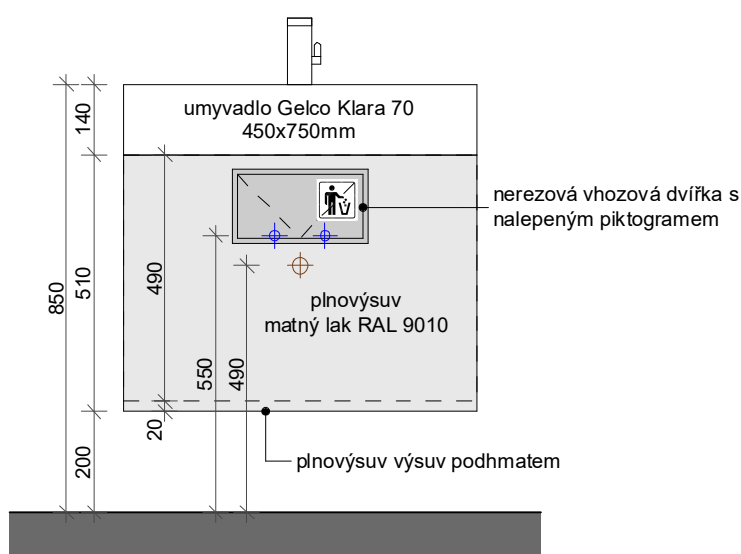 umyvadlo Gelco Klara 70
450x750mm
140
nerezová vhozová dvířka s
nalepeným piktogramem
850
510
490
plnovýsuv
matný lak RAL 9010
550
490
20
200
plnovýsuv výsuv podhmatem